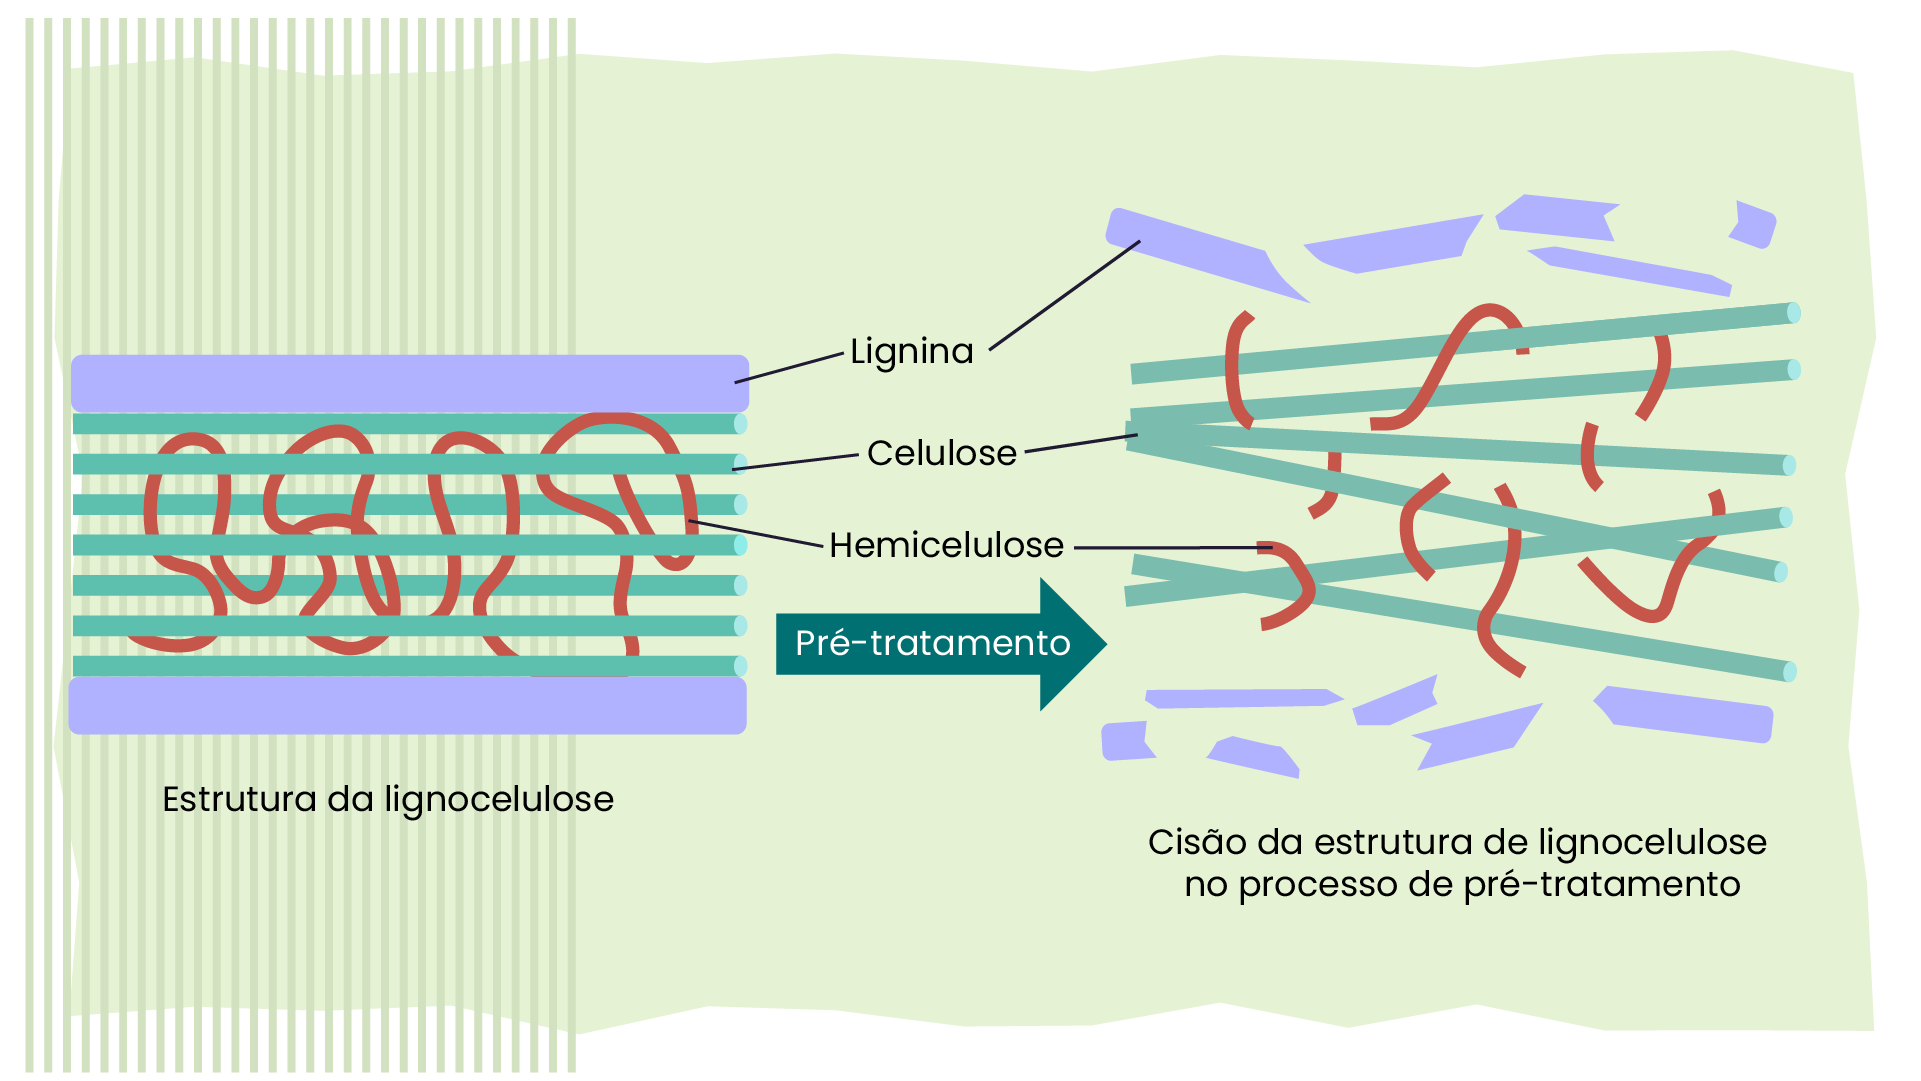 Lignina
Celulose
Hemicelulose
Pré-tratamento
Estrutura da lignocelulose
Cisão da estrutura de lignocelulose
no processo de pré-tratamento